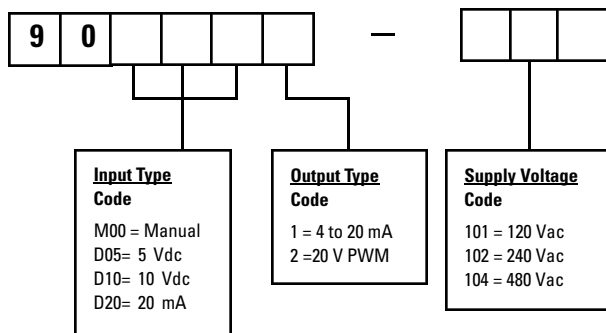 9 0 —
Input Type
Code
M00 = Manual
D05= 5 Vdc
D10= 10 Vdc
D20= 20 mA
Output Type
Code
1 = 4 to 20 mA
2 =20 V PWM
Supply Voltage
Code
101 = 120 Vac
102 = 240 Vac
104 = 480 Vac